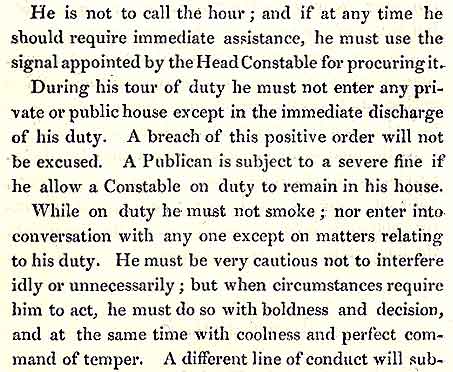 He is not to call the hour; and if at any time he
should require immediate assistance, he must use the
signal appointed by the Head Constable for procuring it.
During his tour of duty he must not enter any pri-
vate or public house except in the immediate discharge
of his duty. A breach of this positive order will not
be excused. A Publican is subject to a severe fine if
he allow a Constable on duty to remain in his house.
While on duty he must not smoke; nor enter into
conversation with any one except on matters relating
to his duty. He must be very cautious not to interfere
idly or unnecessarily; but when circumstances require
him to act, he must do so with boldness and decision,
and at the same time with coolness and perfect com-
mand of temper. A different line of conduct will sub-